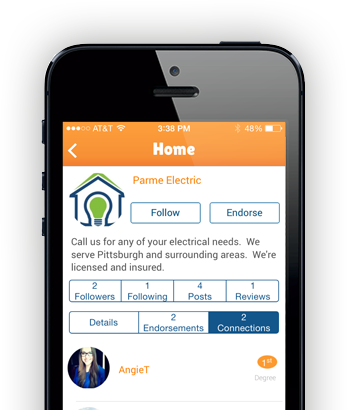 AT&T 3:38 PM 48%
Home
Parme Electric
Follow Endorse
Call us for any of your electrical needs. We
serve Pittsburgh and surrounding areas. We're
licensed and insured.
2 1 4 1
Followers Following Posts Reviews
Details 2 Endorsements 2 Connections
AngieT 1st
Degree